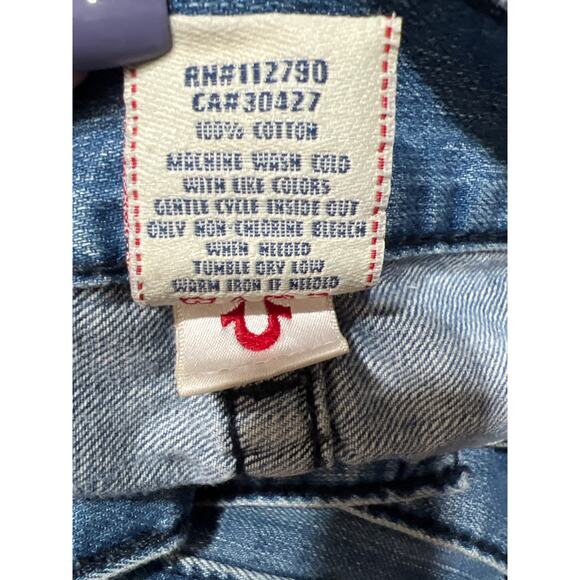 RN#112790
CA#30427
100% COTTON
MACHINE WASH COLD
WITH LIKE COLORS
GENTLE CYCLE INSIDE OUT
ONLY NON-CHLORINE BLEACH
WHEN NEEDED
TUMBLE DRY LOW
WARM IRON IF NEEDED